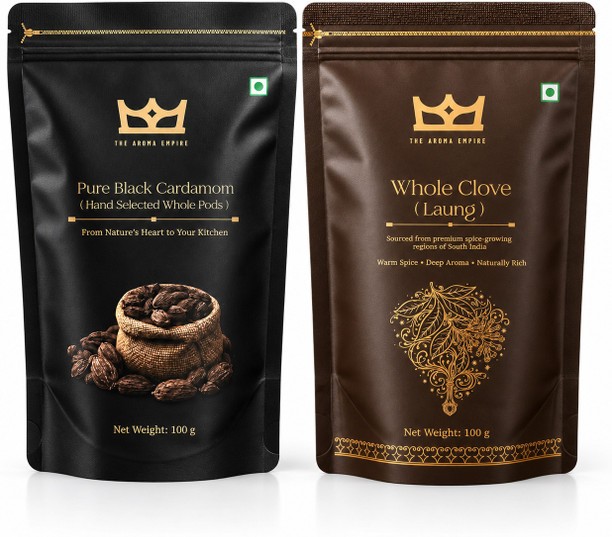 THE AROMA EMPIRE
Pure Black Cardamom
( Hand Selected Whole Pods )
From Nature's Heart to Your Kitchen
Net Weight: 100 g
THE AROMA EMPIRE
Whole Clove
( Laung )
Sourced from premium spice-growing
regions of South India
Warm Spice • Deep Aroma • Naturally Rich
Net Weight: 100 g